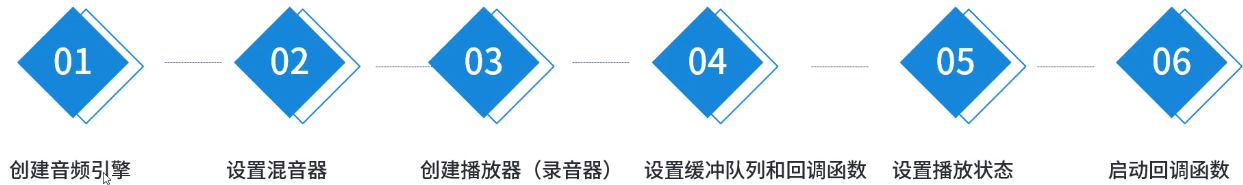 01 02 03 04 05 06
创建音频引擎 设置混音器 创建播放器（录音器） 设置缓冲队列和回调函数 设置播放状态 启动回调函数